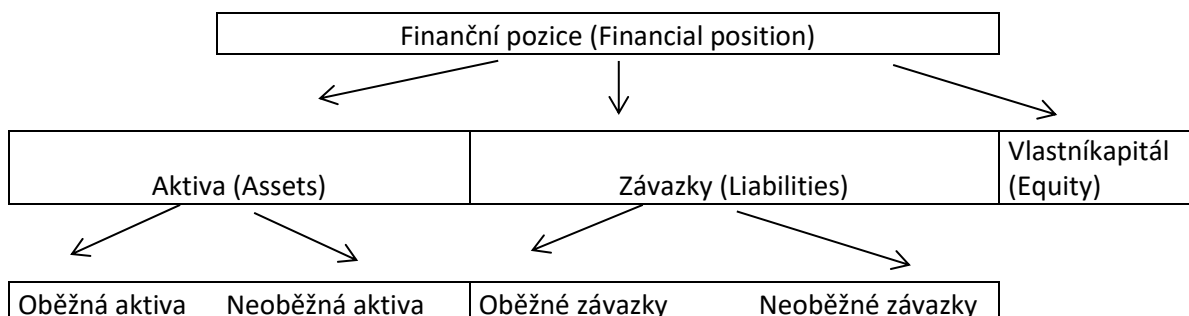 Finanční pozice (Financial position)
Aktiva (Assets)
Závazky (Liabilities)
Vlastníkapitál
(Equity)
Oběžná aktiva
Neoběžná aktiva
Oběžné závazky
Neoběžné závazky